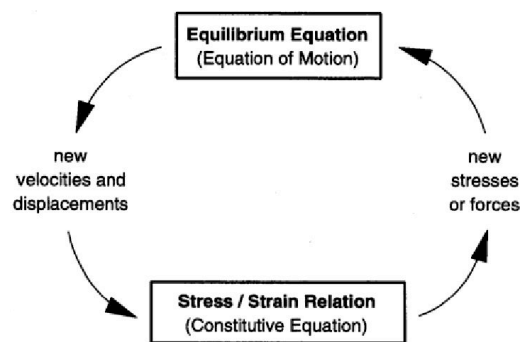 Equilibrium Equation
(Equation of Motion)
new
velocities and
displacements
new
stresses
or forces
Stress / Strain Relation
(Constitutive Equation)